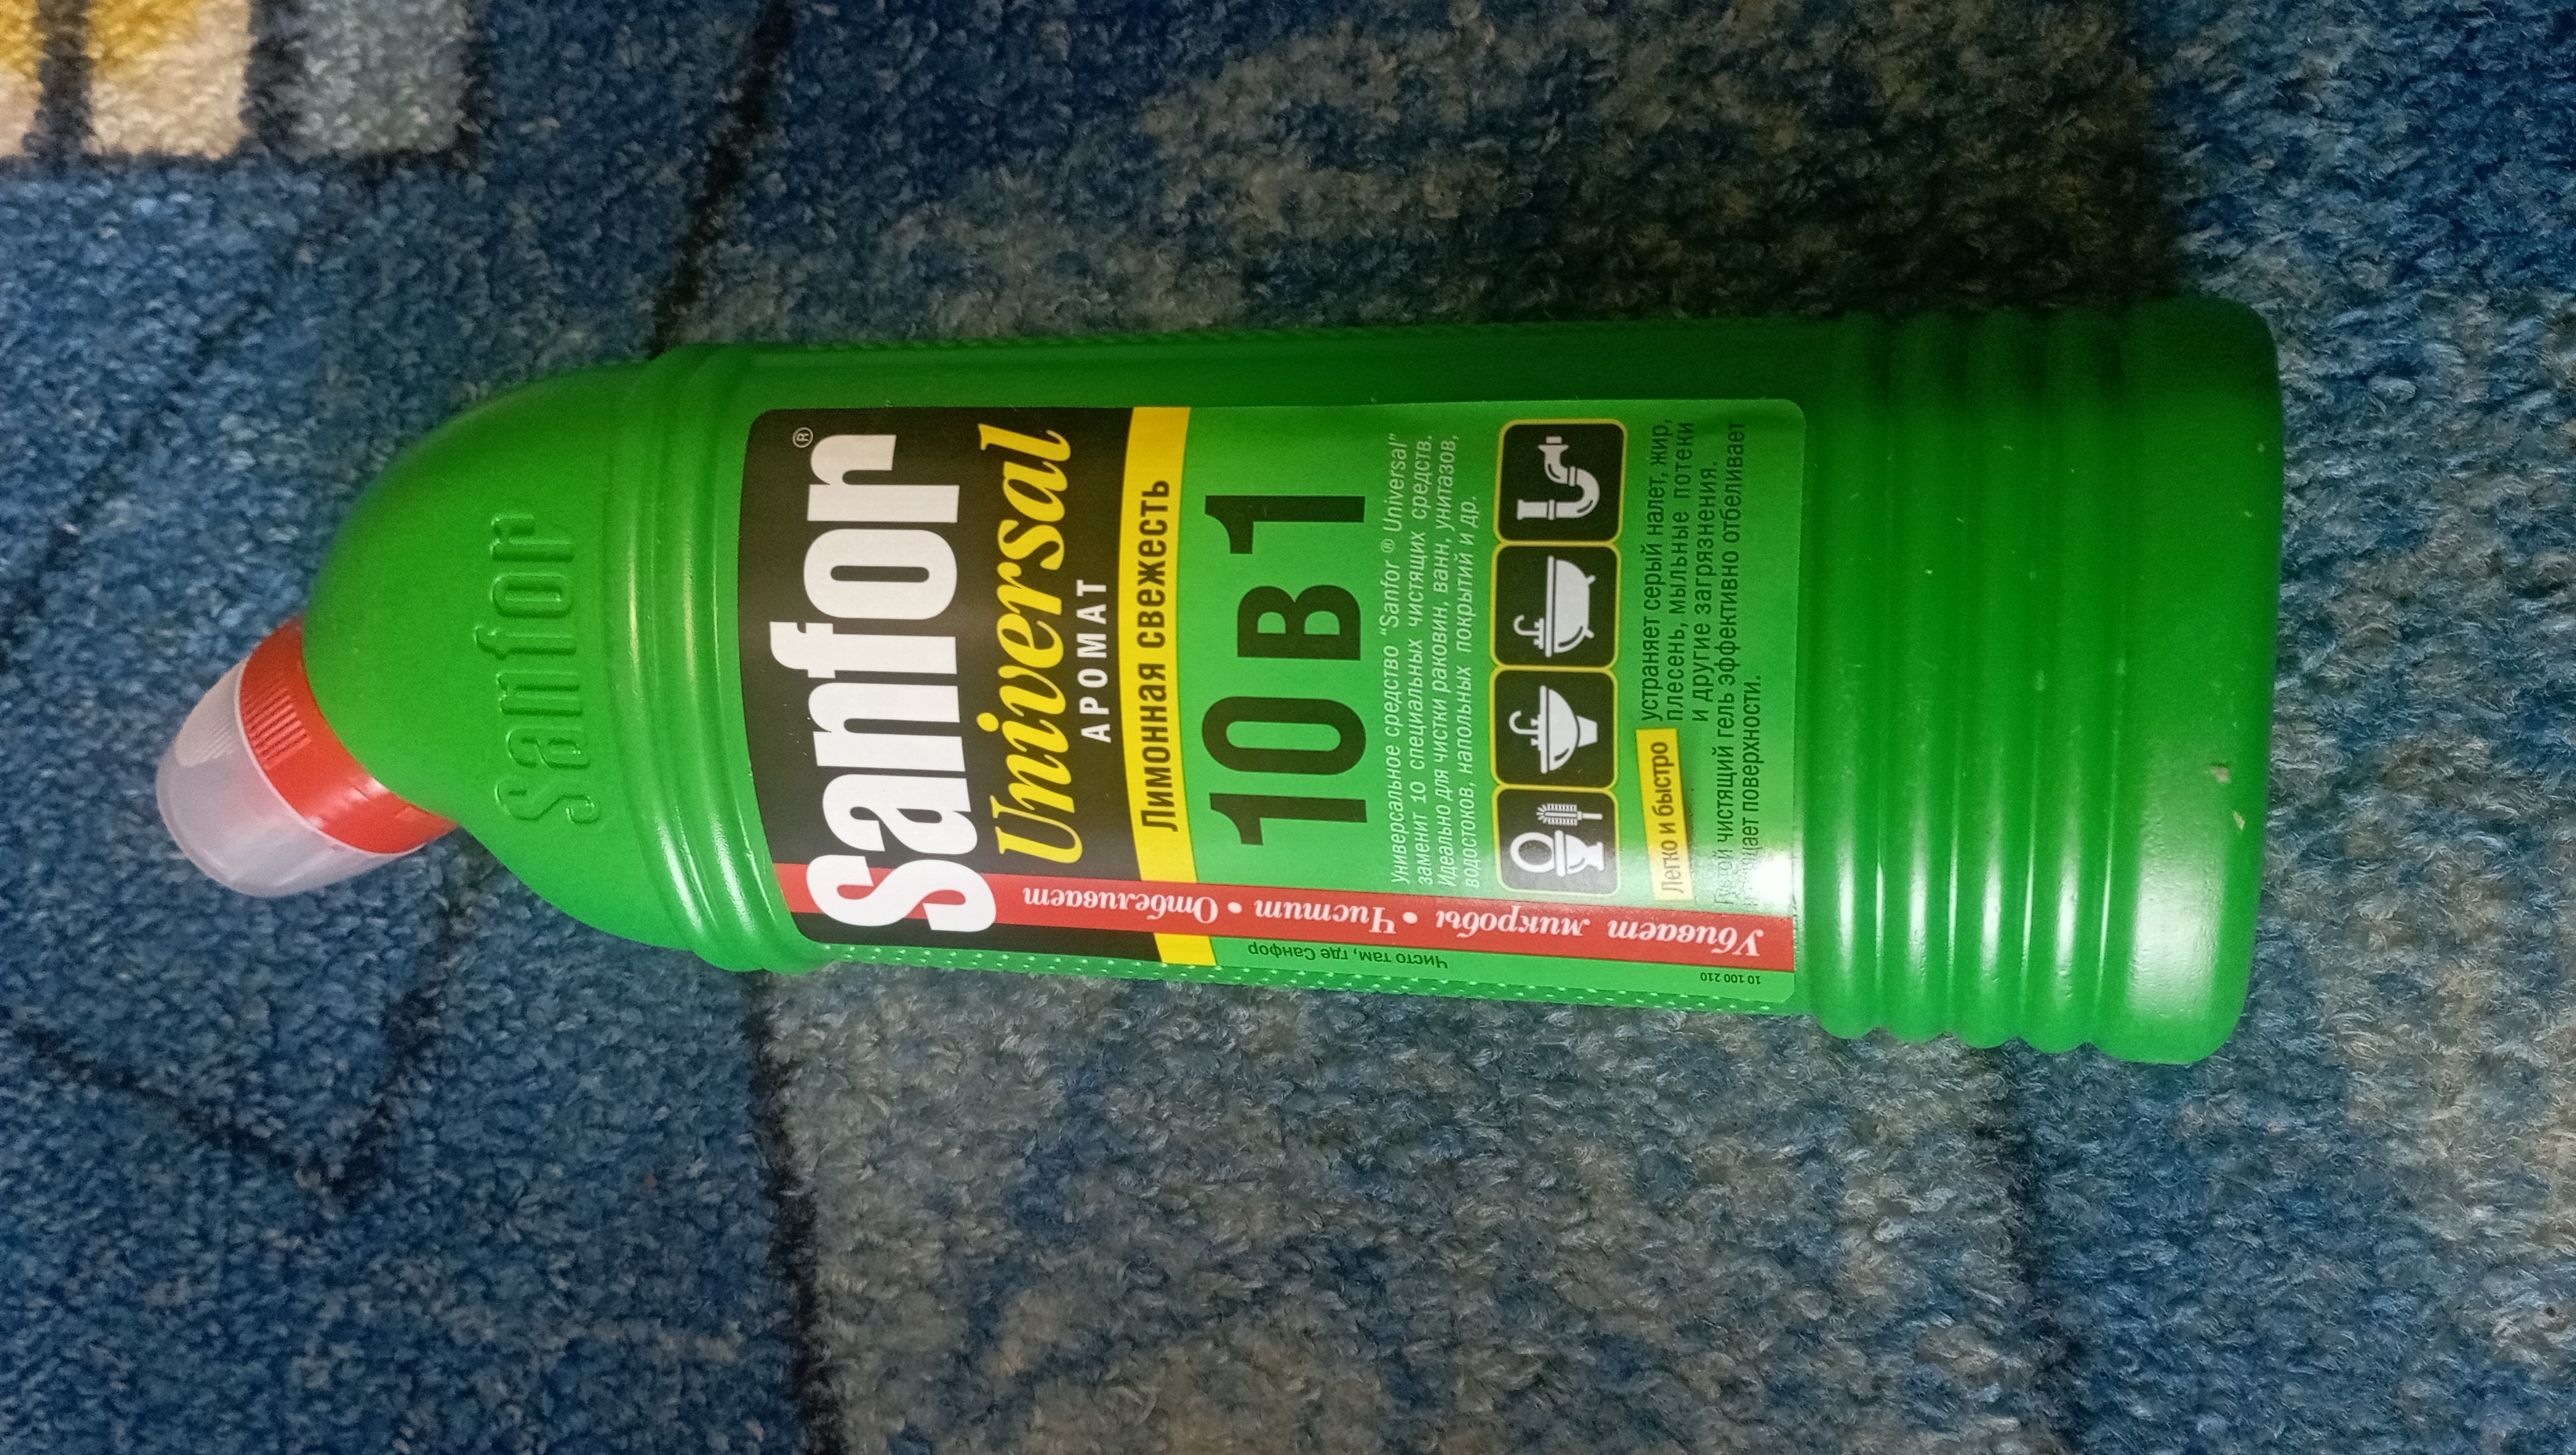 Sanfor
Sanfor®
Universal
АРОМАТ
Лимонная свежесть
10 В 1
Универсальное средство “Sanfor ® Universal”
заменит 10 специальных чистящих средств.
Идеально для чистки раковин, ванн, унитазов,
водостоков, напольных покрытий и др.
Легко и быстро
устраняет серый налет, жир,
плесень, мыльные потеки
и другие загрязнения.
чистящий гель эффективно отбеливает
поверхности.
Убивает микробы • Чистит • Отбеливает
Чисто там, где Санфор
10 100 210